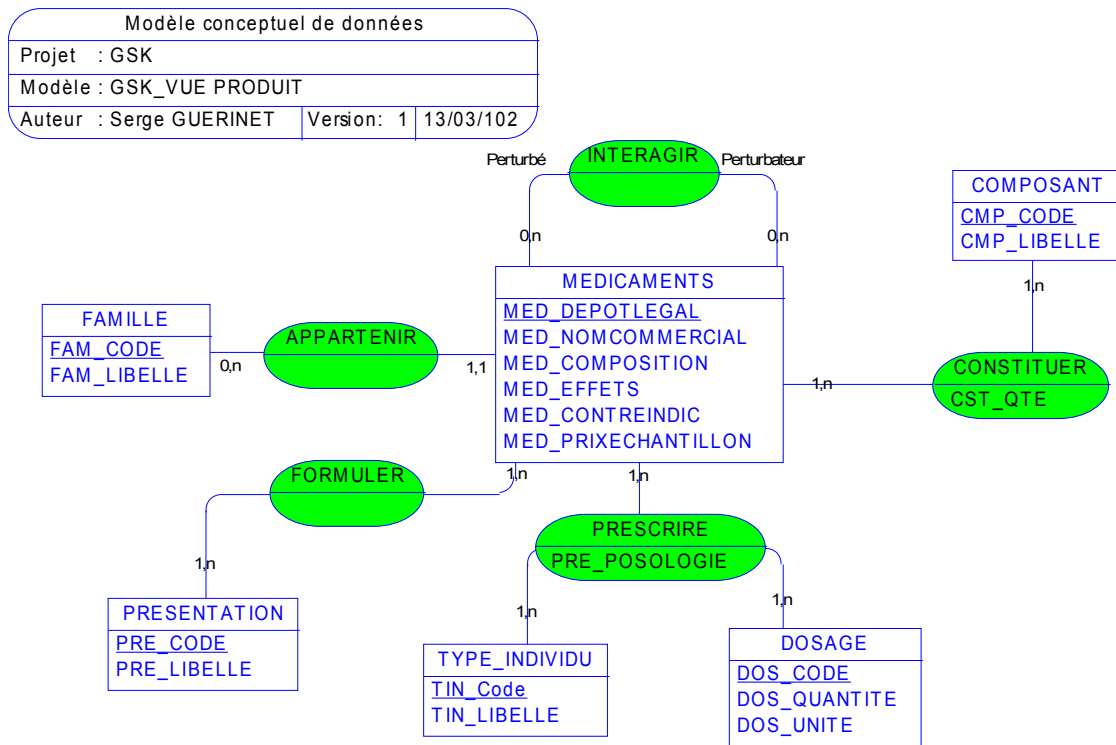 Modèle conceptuel de données
Projet : GSK
Modèle : GSK_VUE PRODUIT
Auteur : Serge GUERINET Version: 1 13/03/102
Perturbé INTERAGIR Perturbateur
0,n 0,n
COMPOSANT
CMP_CODE
CMP_LIBELLE
1,n
MEDICAMENTS
MED_DEPOTLEGAL
MED_NOMCOMMERCIAL
MED_COMPOSITION
MED_EFFETS
MED_CONTREINDIC
MED_PRIXECHANTILLON
FAMILLE
FAM_CODE
FAM_LIBELLE
0,n
APPARTENIR
1,1
1,n
CONSTITUER
CST_QTE
FORMULER
1,n
1,n
1,n
PRESCRIRE
PRE_POSOLOGIE
1,n
1,n
PRESENTATION
PRE_CODE
PRE_LIBELLE
TYPE_INDIVIDU
TIN_Code
TIN_LIBELLE
DOSAGE
DOS_CODE
DOS_QUANTITE
DOS_UNITE